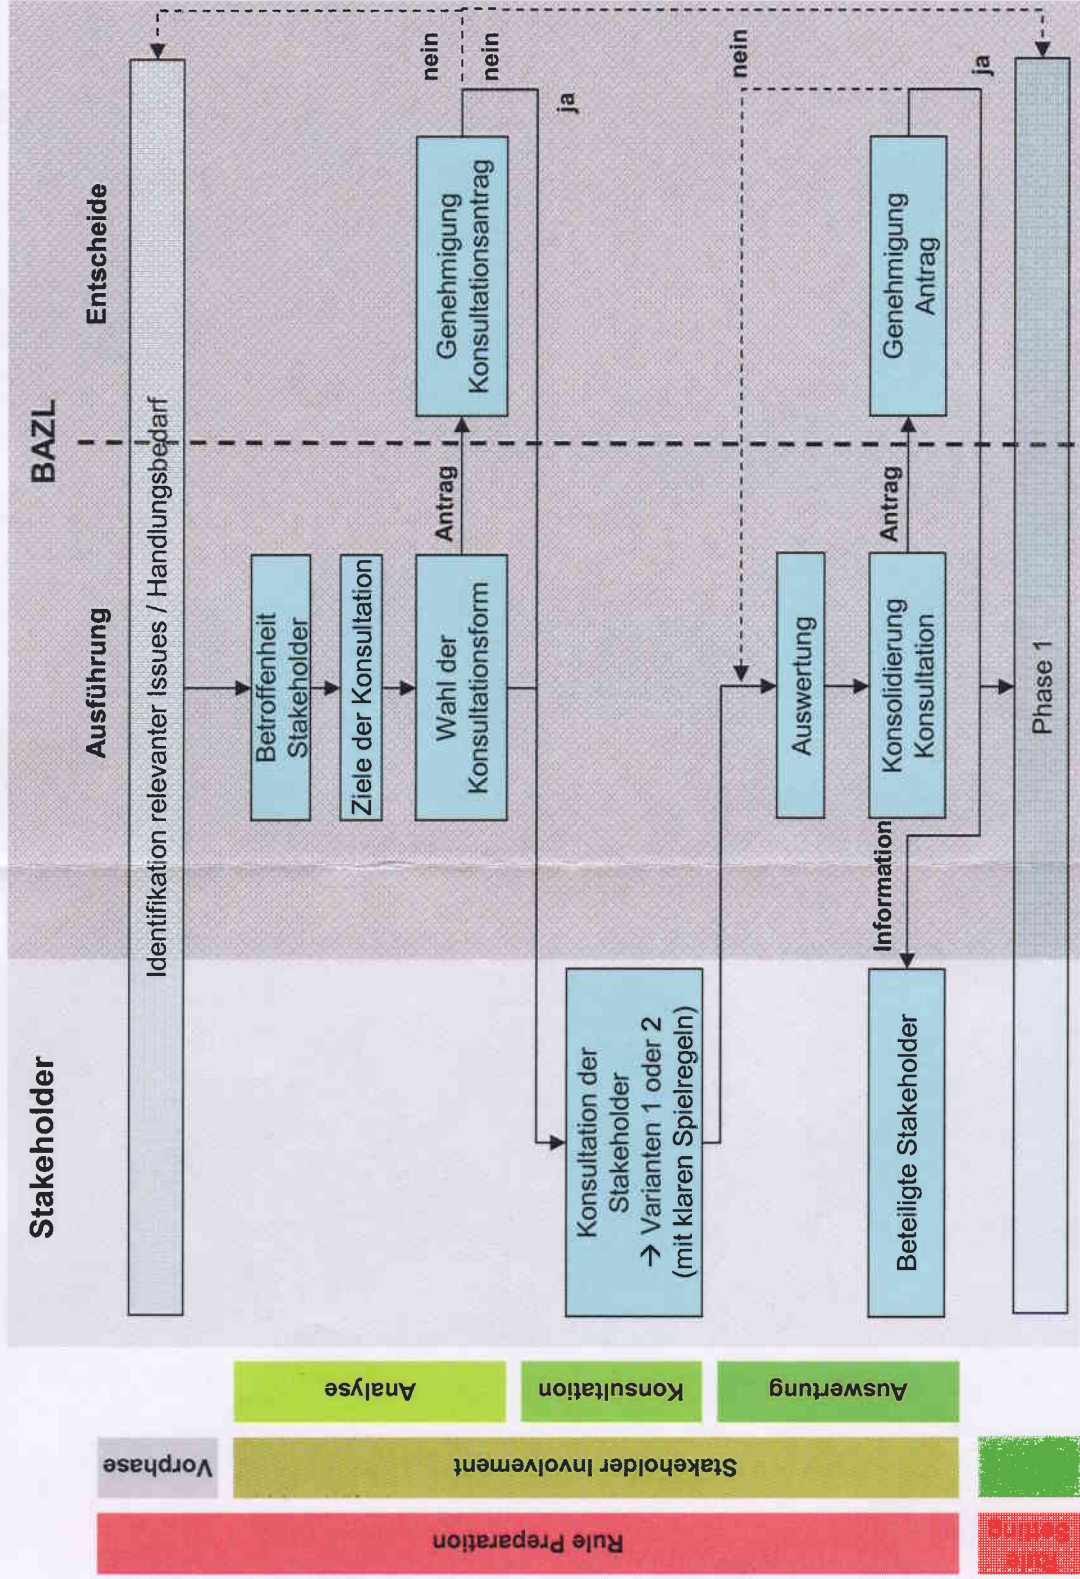 Stakeholder
BAZL
Ausführung
Entscheide
Identifikation relevanter Issues / Handlungsbedarf
Betroffenheit
Stakeholder
Ziele der Konsultation
Wahl der
Konsultationsform
Antrag
Genehmigung
Konsultationsantrag
nein
nein
ja
Konsultation der
Stakeholder
→ Varianten 1 oder 2
(mit klaren Spielregeln)
nein
Auswertung
Konsolidierung
Konsultation
Antrag
Genehmigung
Antrag
Information
Beteiligte Stakeholder
ja
Phase 1
Rule Preparation
Vorphase
Stakeholder Involvement
Analyse
Konsultation
Auswertung
Rule
Setting